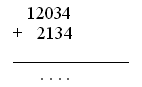 12034
+ 2134
. . . .